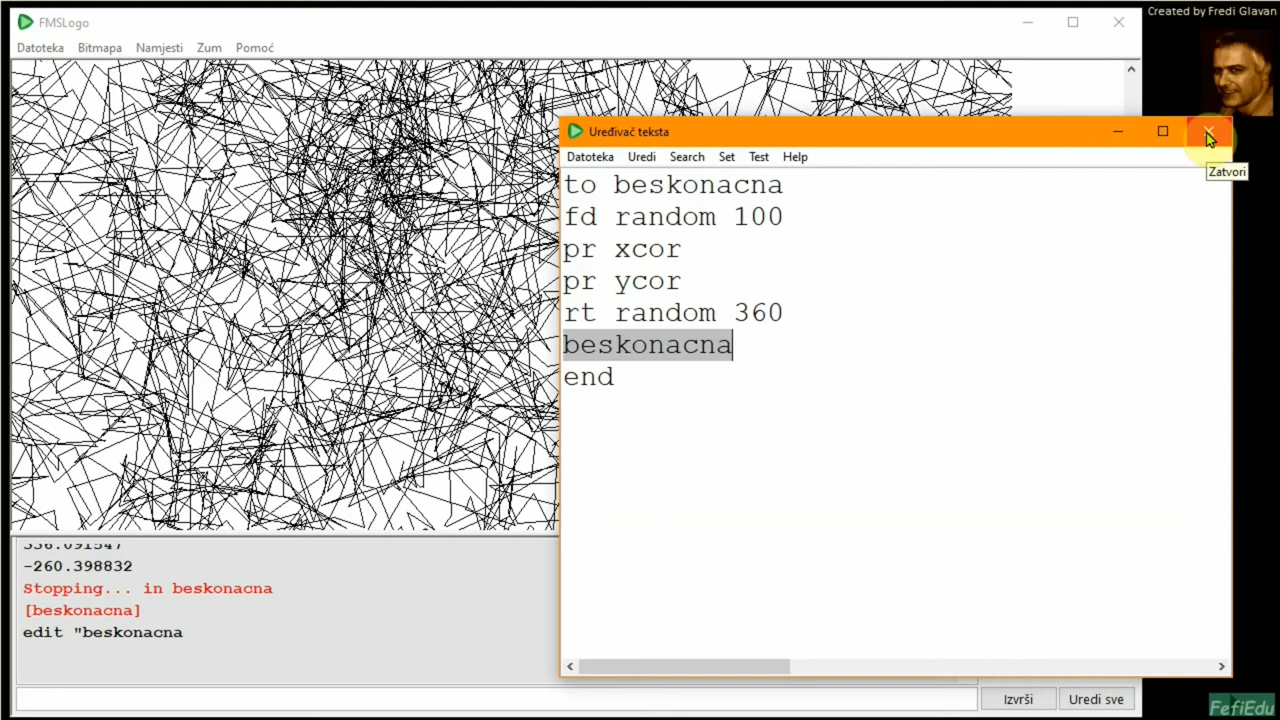 FMSLogo
Created by Fredi Glavan
Datoteka Bitmapa Namjesti Zum Pomoć
Uređivač teksta
Datoteka Uredi Search Set Test Help
Zatvori
to beskonacna
fd random 100
pr xcor
pr ycor
rt random 360
beskonacna
end
336.091547
-260.398832
Stopping... in beskonacna
[beskonacna]
edit "beskonacna
Izvrši Uredi sve
FefiEdu